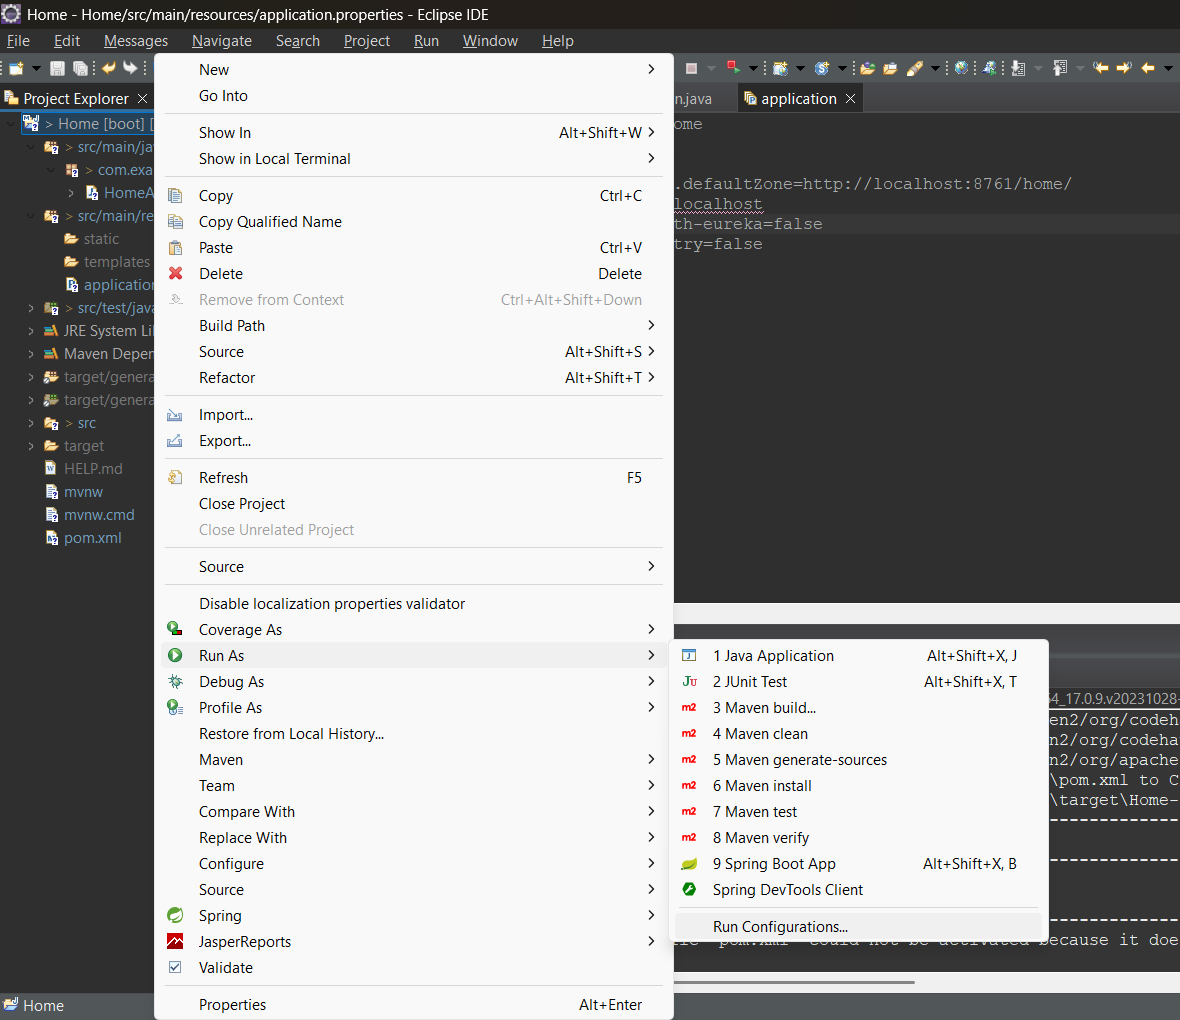 Home - Home/src/main/resources/application.properties - Eclipse IDE
File Edit Messages Navigate Search Project Run Window Help
Project Explorer
n.java
application
> Home [boot] [
> src/main/ja
> com.exa
HomeA
> src/main/re
static
templates
application
> src/test/java
JRE System Li
Maven Deper
target/genera
target/genera
> src
target
HELP.md
mvnw
mvnw.cmd
pom.xml
ome
.defaultZone=http://localhost:8761/home/
localhost
th-eureka=false
try=false
New
Go Into
Show In Alt+Shift+W
Show in Local Terminal
Copy Ctrl+C
Copy Qualified Name
Paste Ctrl+V
Delete Delete
Remove from Context Ctrl+Alt+Shift+Down
Build Path
Source Alt+Shift+S
Refactor Alt+Shift+T
Import...
Export...
Refresh F5
Close Project
Close Unrelated Project
Source
Disable localization properties validator
Coverage As
Run As
Debug As
Profile As
Restore from Local History...
Maven
Team
Compare With
Replace With
Configure
Source
Spring
JasperReports
Validate
Properties Alt+Enter
1 Java Application Alt+Shift+X, J
2 JUnit Test Alt+Shift+X, T
3 Maven build...
4 Maven clean
5 Maven generate-sources
6 Maven install
7 Maven test
8 Maven verify
9 Spring Boot App Alt+Shift+X, B
Spring DevTools Client
Run Configurations...
64_17.0.9.v20231028-
en2/org/codeh
n2/org/codeha
n2/org/apache
\pom.xml to C
\target\Home-
"pom.xml" could not be activated because it doe
Home